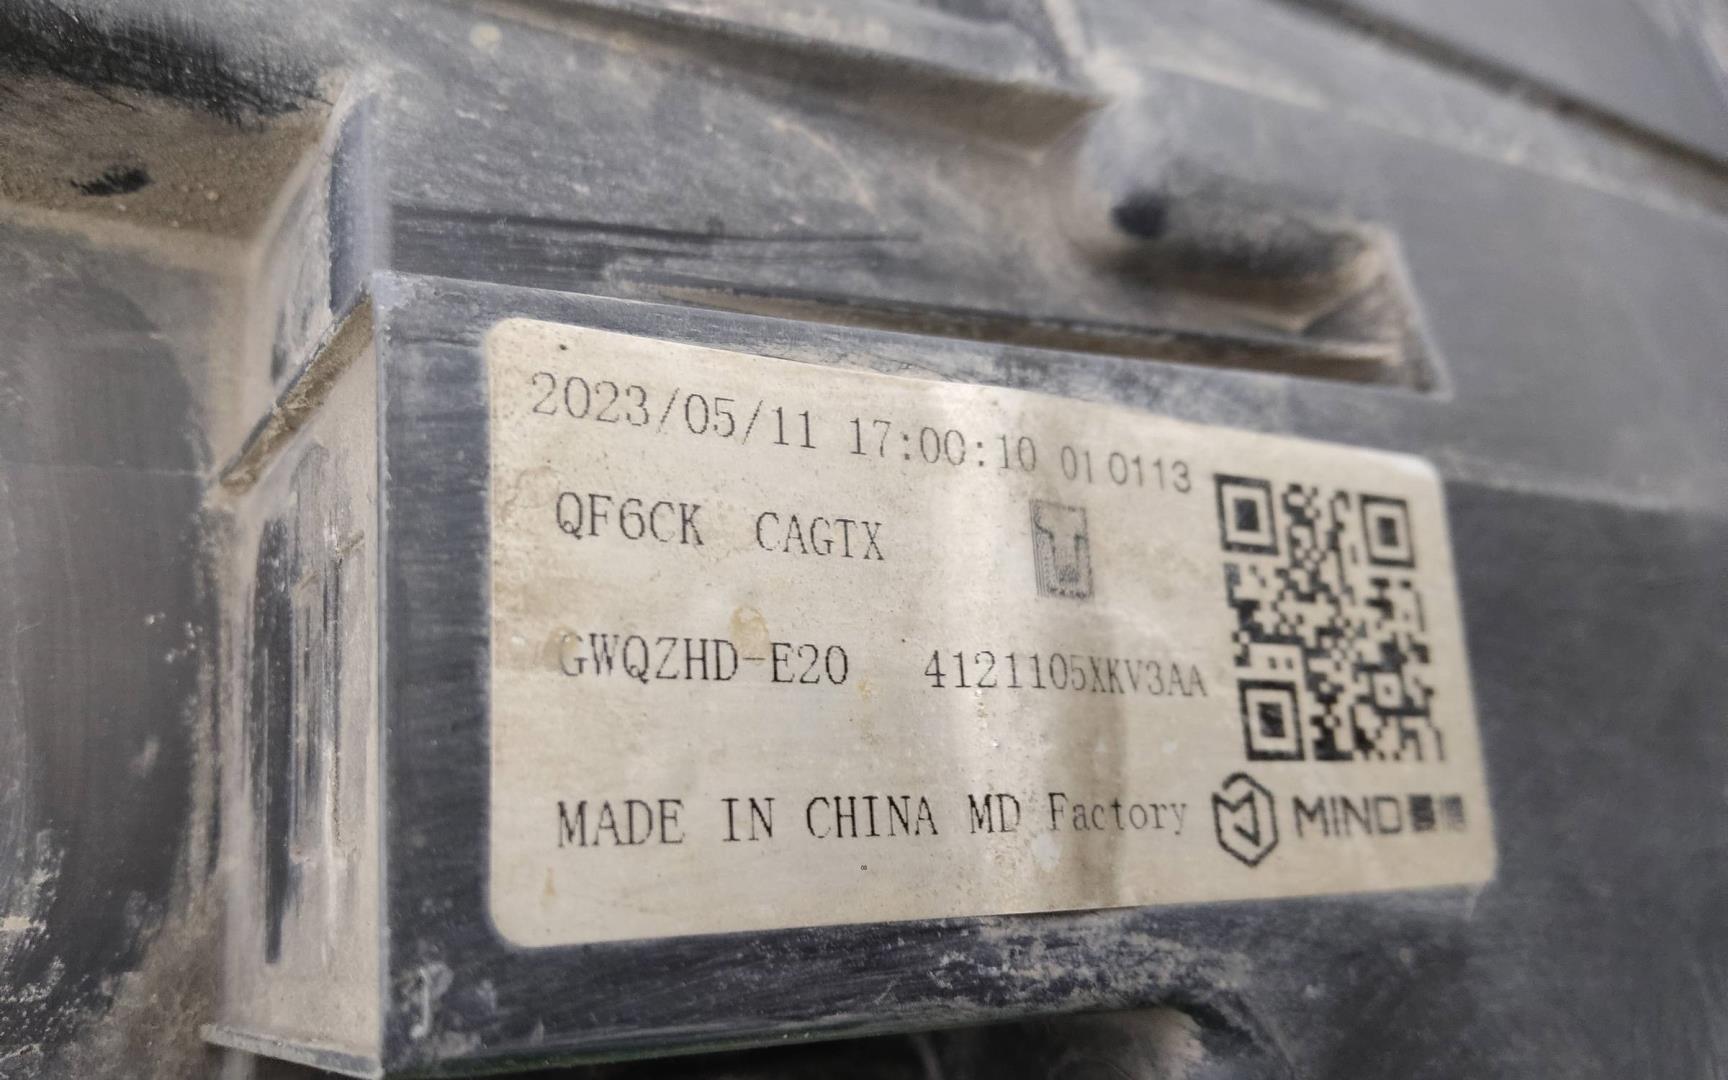 2023/05/11 17:00:10 01 0113
QF6CK CAGTX
GWQZHD-E20 4121105XKV3AA
MADE IN CHINA MD Factory
MIND